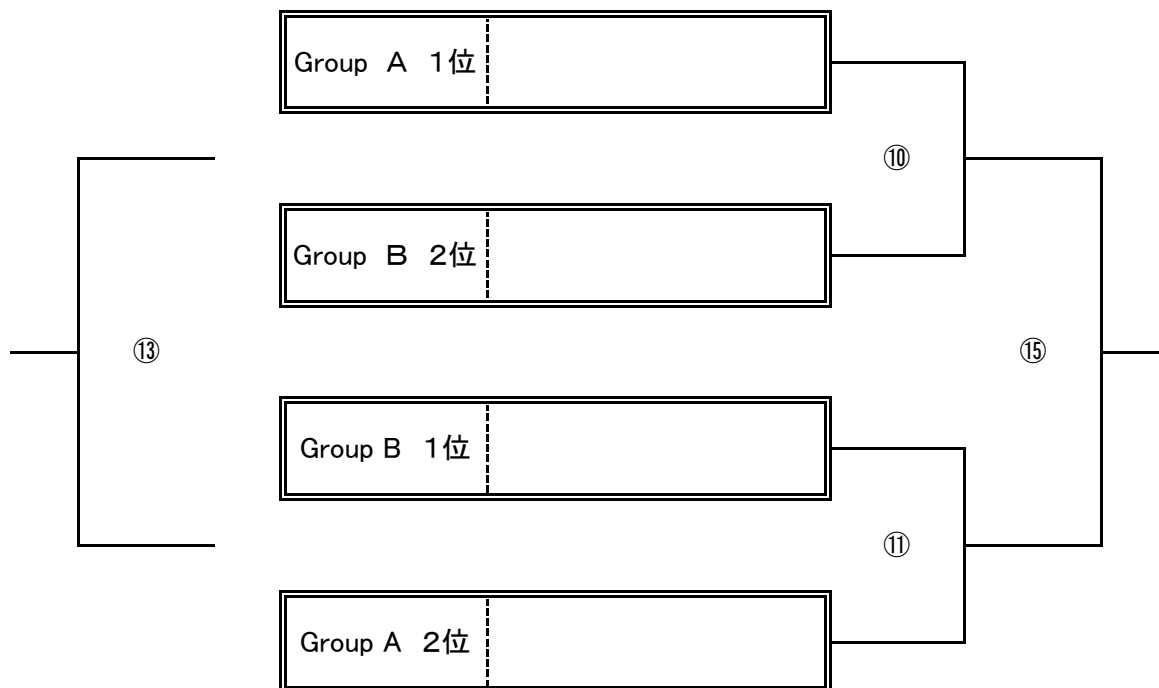 Group　A　１位
⑩
Group　B　２位
⑬
⑮
Group B　１位
⑪
Group A　２位